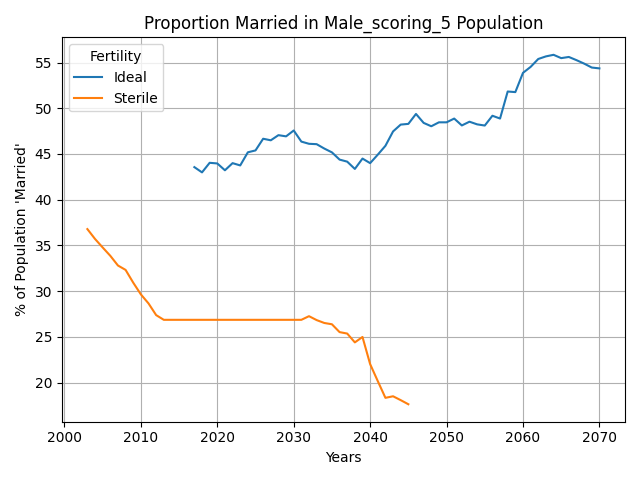 Proportion Married in Male_scoring_5 Population
Fertility
Ideal
Sterile
% of Population 'Married'
55
50
45
40
35
30
25
20
2000 2010 2020 2030 2040 2050 2060 2070
Years